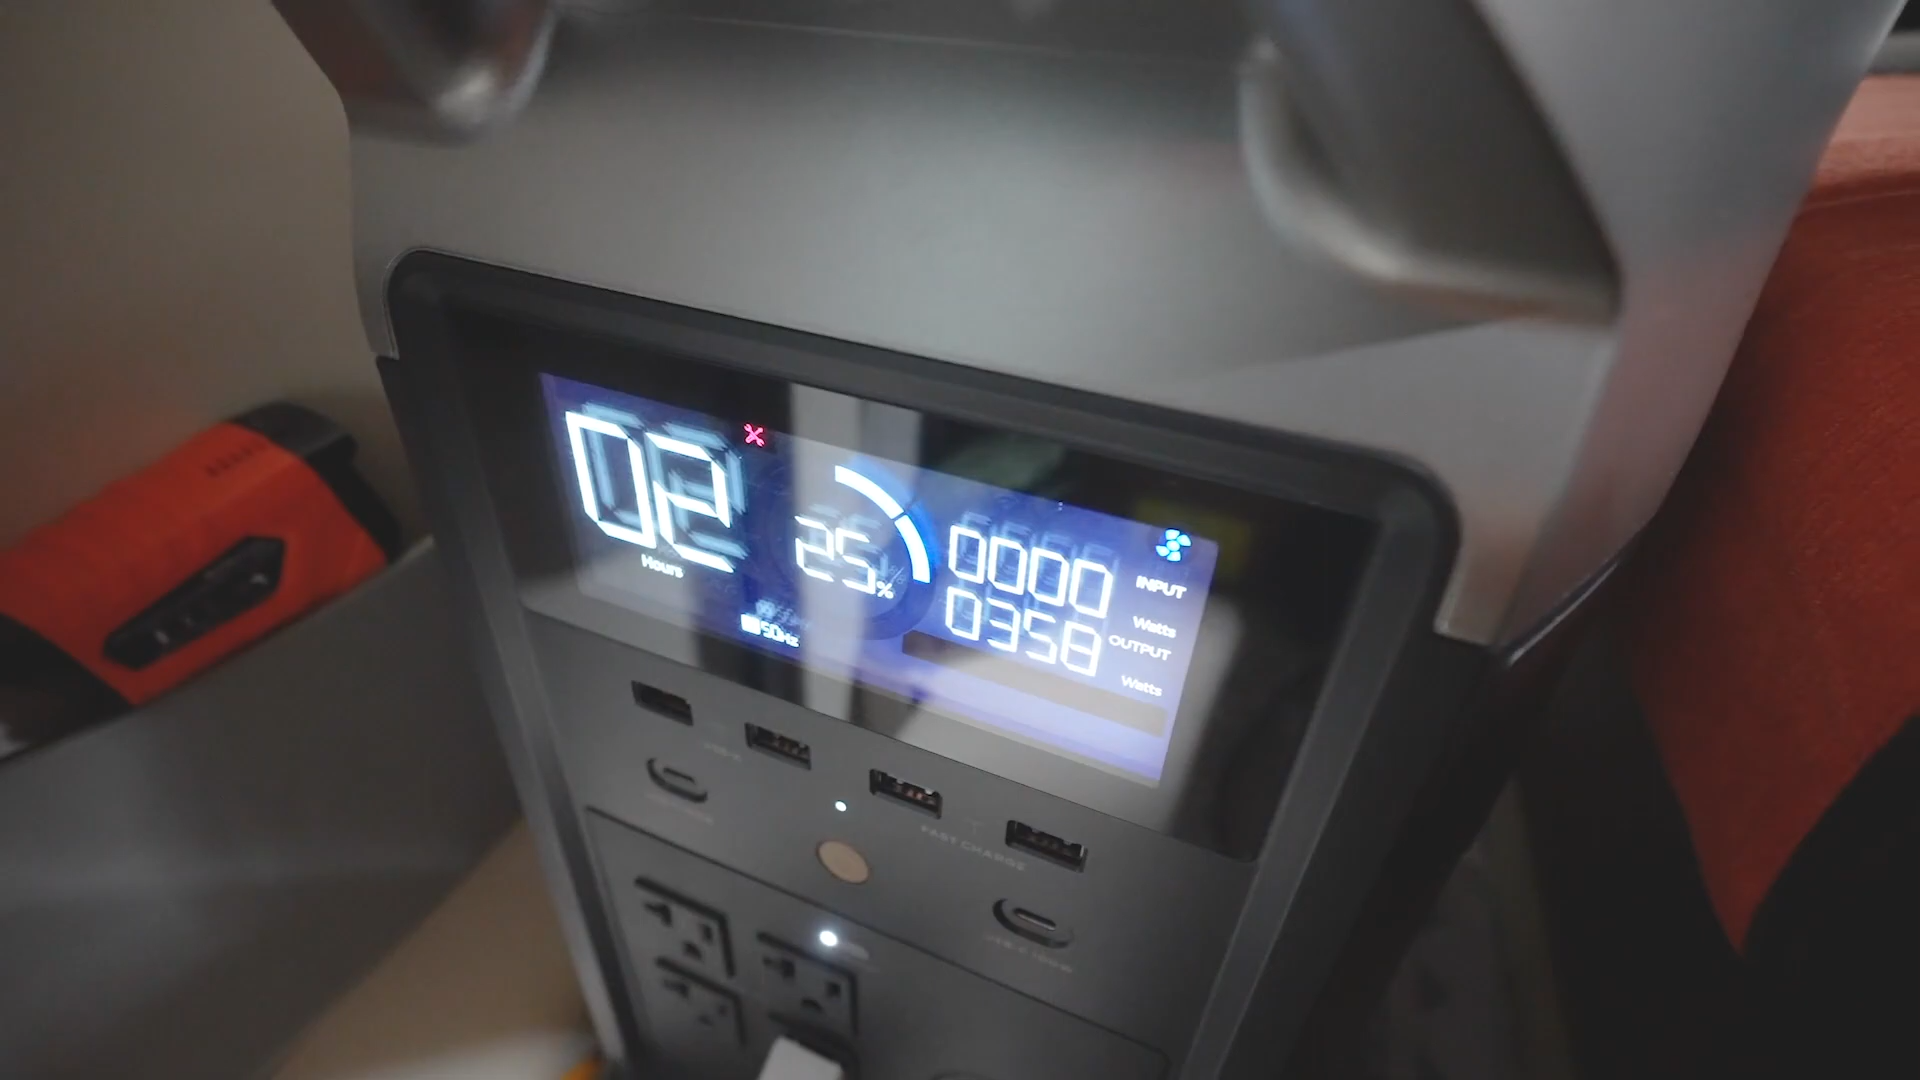 02
Hours
25%
50Hz
0000
INPUT
Watts
0358
OUTPUT
Watts
FAST CHARGE